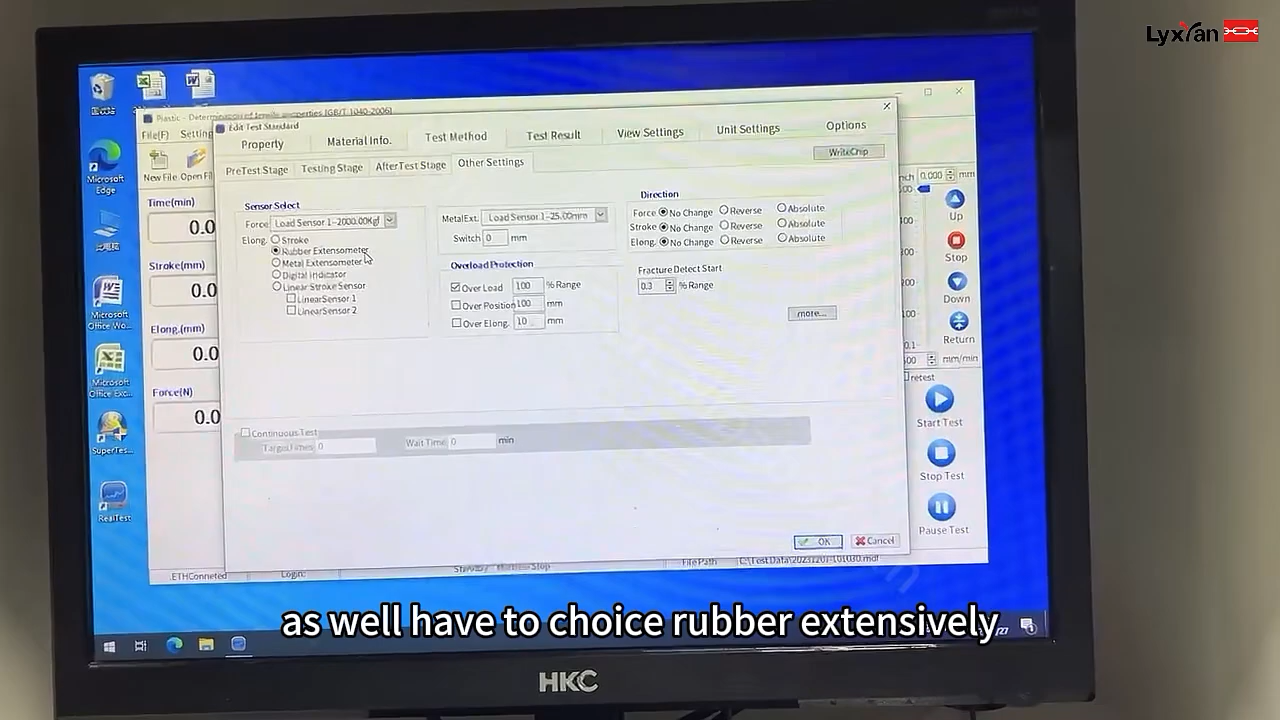 LyxYan
Plastic - Determination of tensile properties [GB/T 1040-2006]
File(F)
Edit Test Standard
Property
Material Info.
Test Method
Test Result
View Settings
Unit Settings
Options
WriteChip
PreTest Stage
Testing Stage
AfterTest Stage
Other Settings
New File
Time(min)
0.0
Stroke(mm)
0.0
Elong.(mm)
0.0
Force(N)
0.0
Sensor Select
Force Load Sensor 1--2000.00Kgf
Elong. Stroke
Rubber Extensometer
Metal Extensometer
Digital Indicator
Linear Stroke Sensor
LinearSensor 1
LinearSensor 2
MetalExt. Load Sensor 1--25.00mm
Switch 0 mm
Overload Protection
Over Load 100 % Range
Over Position 100 mm
Over Elong. 10 mm
Direction
Force No Change Reverse Absolute
Stroke No Change Reverse Absolute
Elong. No Change Reverse Absolute
Fracture Detect Start
0.3 % Range
more...
Continuous Test
TargetTimes 0
Wait Time 0 min
OK
Cancel
0.000 mm
Up
Stop
Down
Return
mm/min
retest
Start Test
Stop Test
Pause Test
ETHConneted
Login:
File Path
Microsoft
Edge
Microsoft
Office Wo...
Microsoft
Office Exc...
SuperTes...
RealTest
as well have to choice rubber extensively
HKC